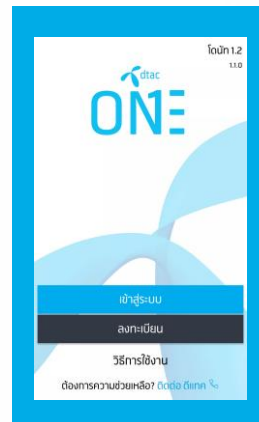 โดนัท 1.2
1.1.0
dtac
ONE
เข้าสู่ระบบ
ลงทะเบียน
วิธีการใช้งาน
ต้องการความช่วยเหลือ? ติดต่อ ดีแทค